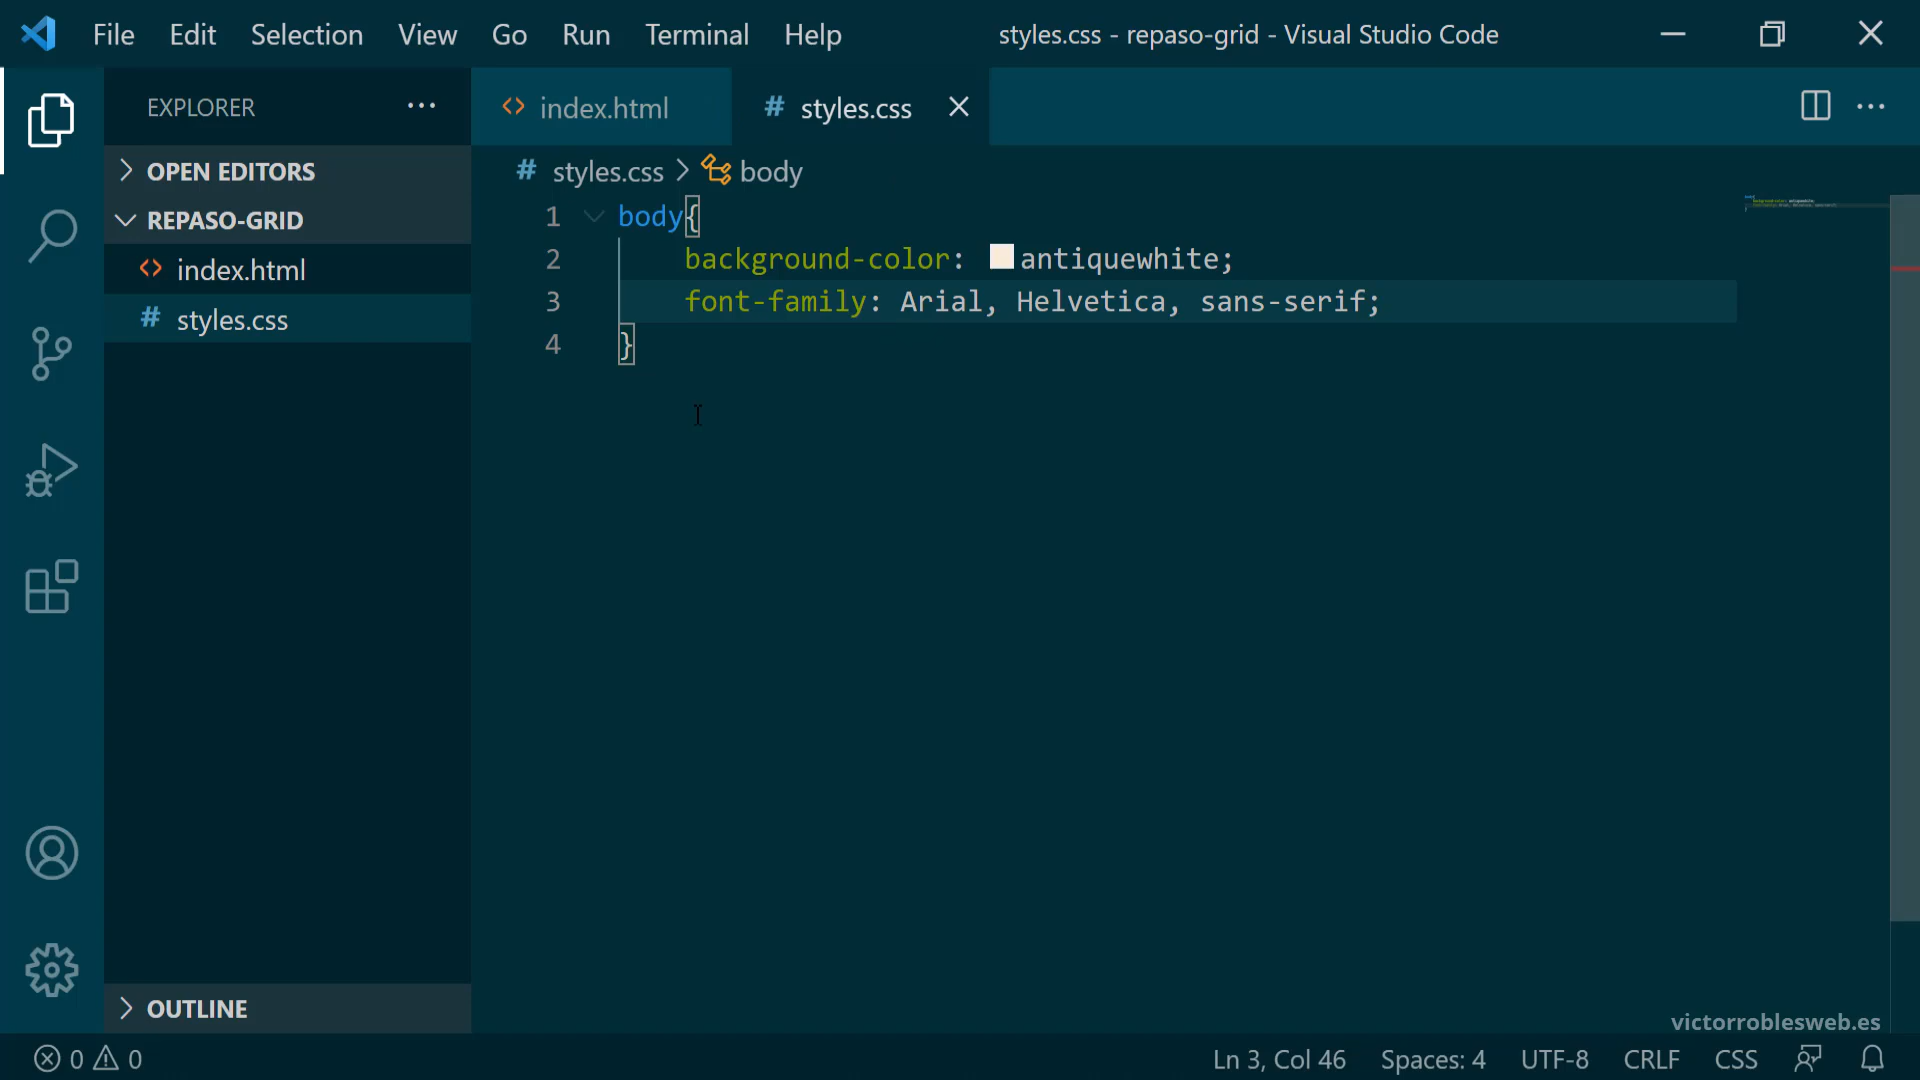 File Edit Selection View Go Run Terminal Help styles.css - repaso-grid - Visual Studio Code
EXPLORER
index.html styles.css
OPEN EDITORS
styles.css > body
REPASO-GRID
index.html
styles.css
1 body{
2 background-color: antiquewhite;
3 font-family: Arial, Helvetica, sans-serif;
4 }
OUTLINE
victorroblesweb.es
0 0 Ln 3, Col 46 Spaces: 4 UTF-8 CRLF CSS